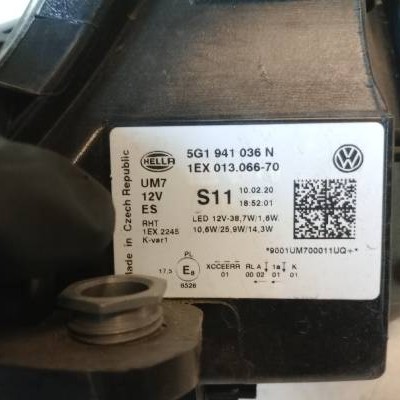 HELLA
5G1 941 036 N
1EX 013.066-70
Made in Czech Republic
UM7
12V
ES
S11
10.02.20
18:52:01
RHT
1EX 2245
K-var1
LED 12V-38,7W/1,6W
10,6W/25,9W/14,3W
*9001UM700011UQ+*
PL
17,5
E8
6526
XCCEERR
01
RL A 1a K
00 02 01 01